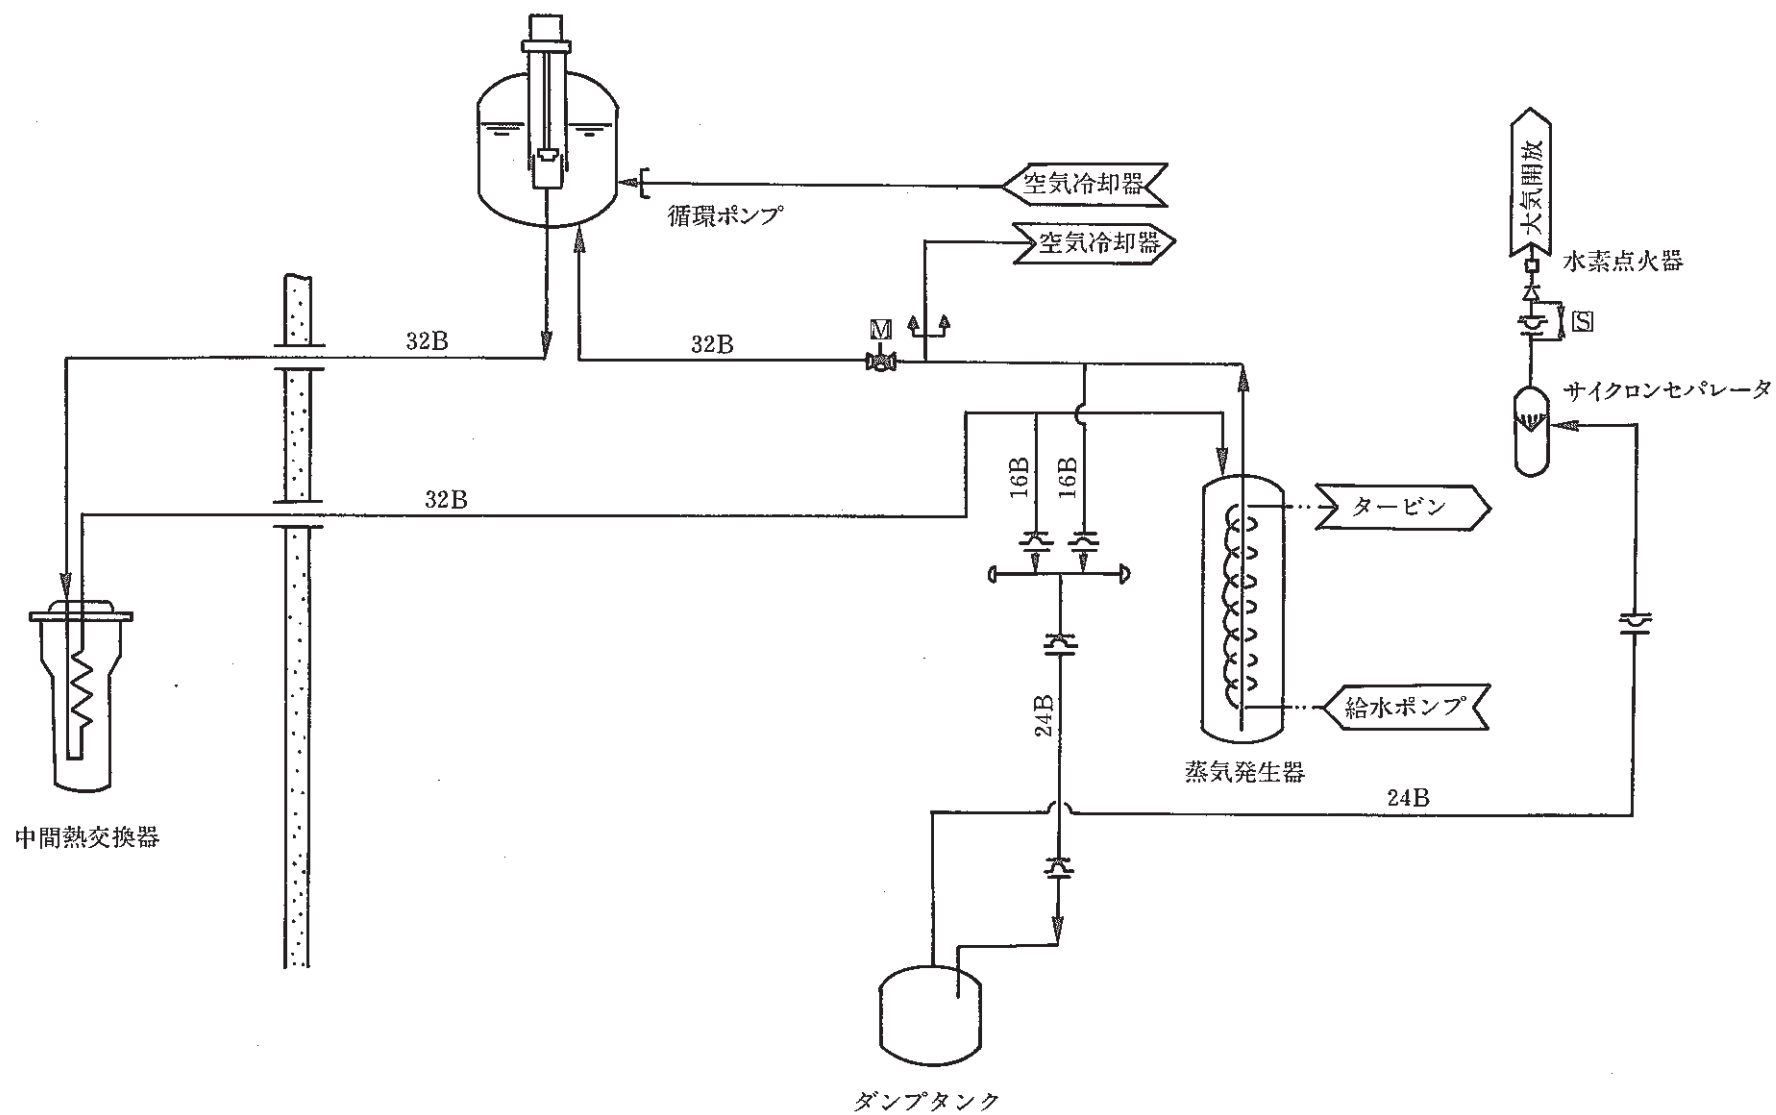 空気冷却器
循環ポンプ
空気冷却器
大気開放
水素点火器
S
32B
M
32B
サイクロンセパレータ
16B
16B
32B
タービン
給水ポンプ
24B
蒸気発生器
24B
中間熱交換器
ダンプタンク